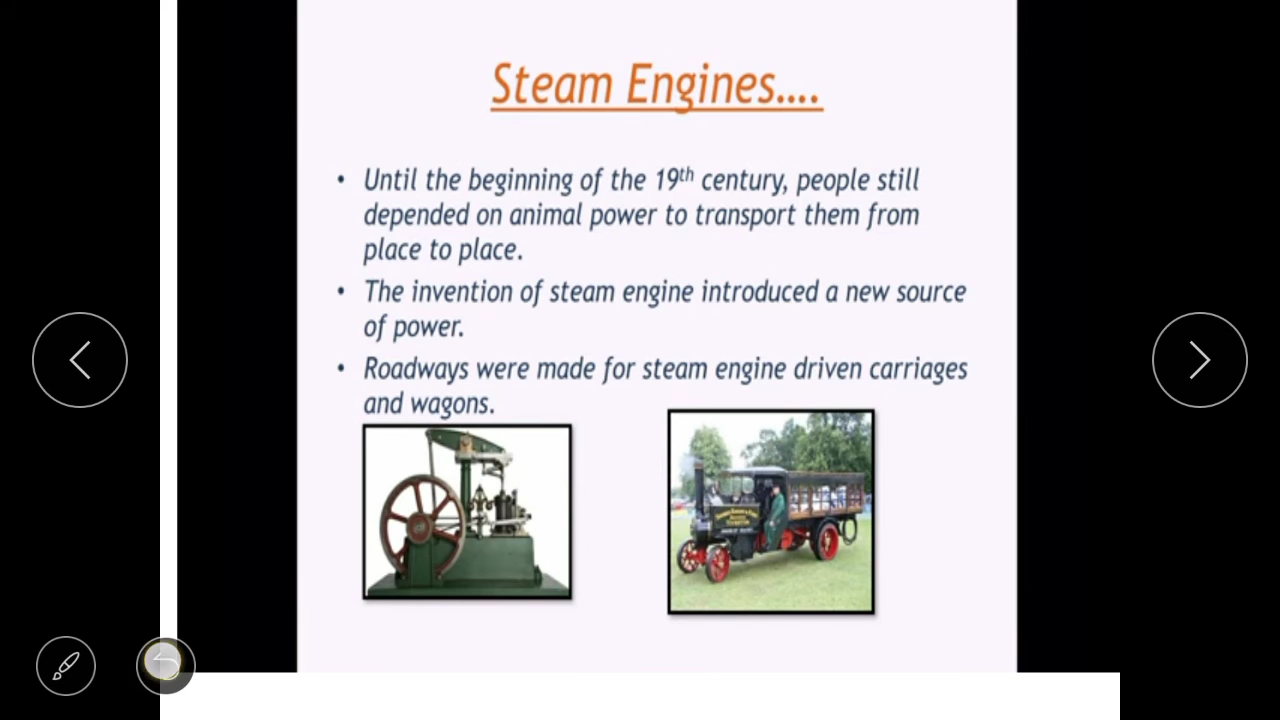 Steam Engines....
• Until the beginning of the 19th century, people still
depended on animal power to transport them from
place to place.
• The invention of steam engine introduced a new source
of power.
• Roadways were made for steam engine driven carriages
and wagons.